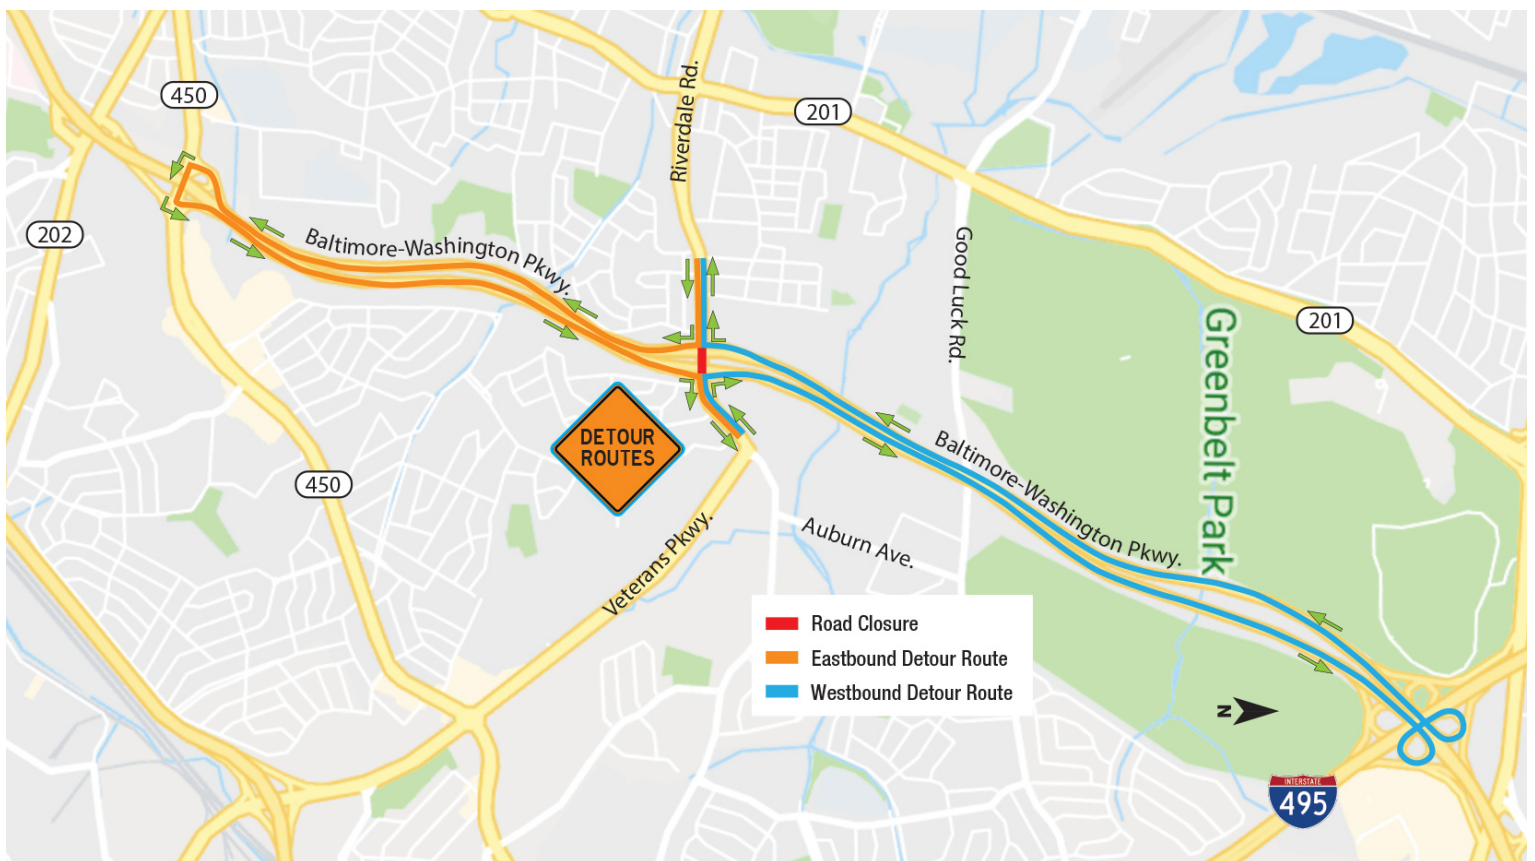 450
Riverdale Rd.
201
202
Baltimore-Washington Pkwy.
Good Luck Rd.
201
Greenbelt Park
DETOUR
ROUTES
450
Baltimore-Washington Pkwy.
Veterans Pkwy.
Auburn Ave.
Road Closure
Eastbound Detour Route
Westbound Detour Route
N
INTERSTATE
495